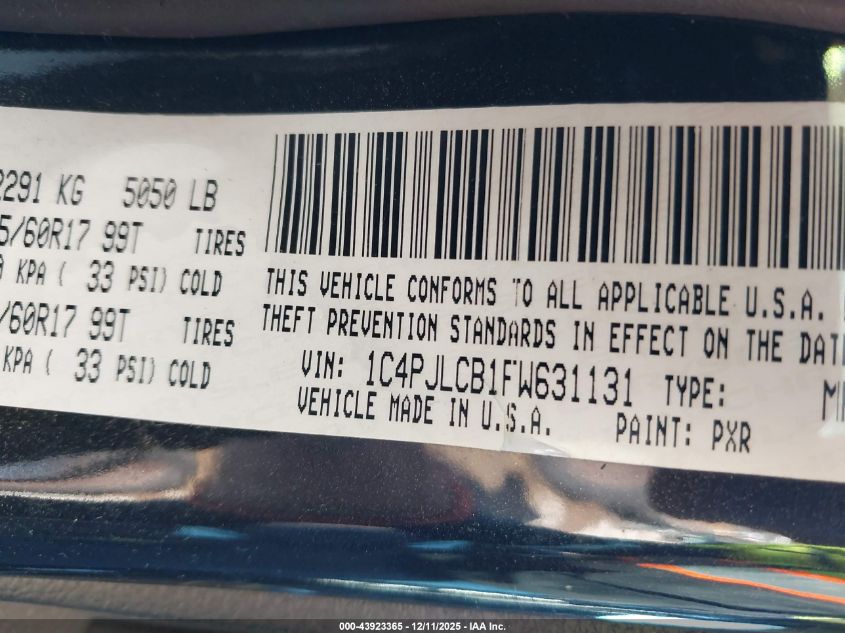 2291 KG 5050 LB
5/60R17 99T TIRES
KPA ( 33 PSI) COLD
/60R17 99T TIRES
KPA ( 33 PSI) COLD
THIS VEHICLE CONFORMS TO ALL APPLICABLE U.S.A.
THEFT PREVENTION STANDARDS IN EFFECT ON THE DAT
VIN: 1C4PJLCB1FW631131 TYPE:
VEHICLE MADE IN U.S.A. PAINT: PXR
000-43923365 - 12/11/2025 - IAA Inc.